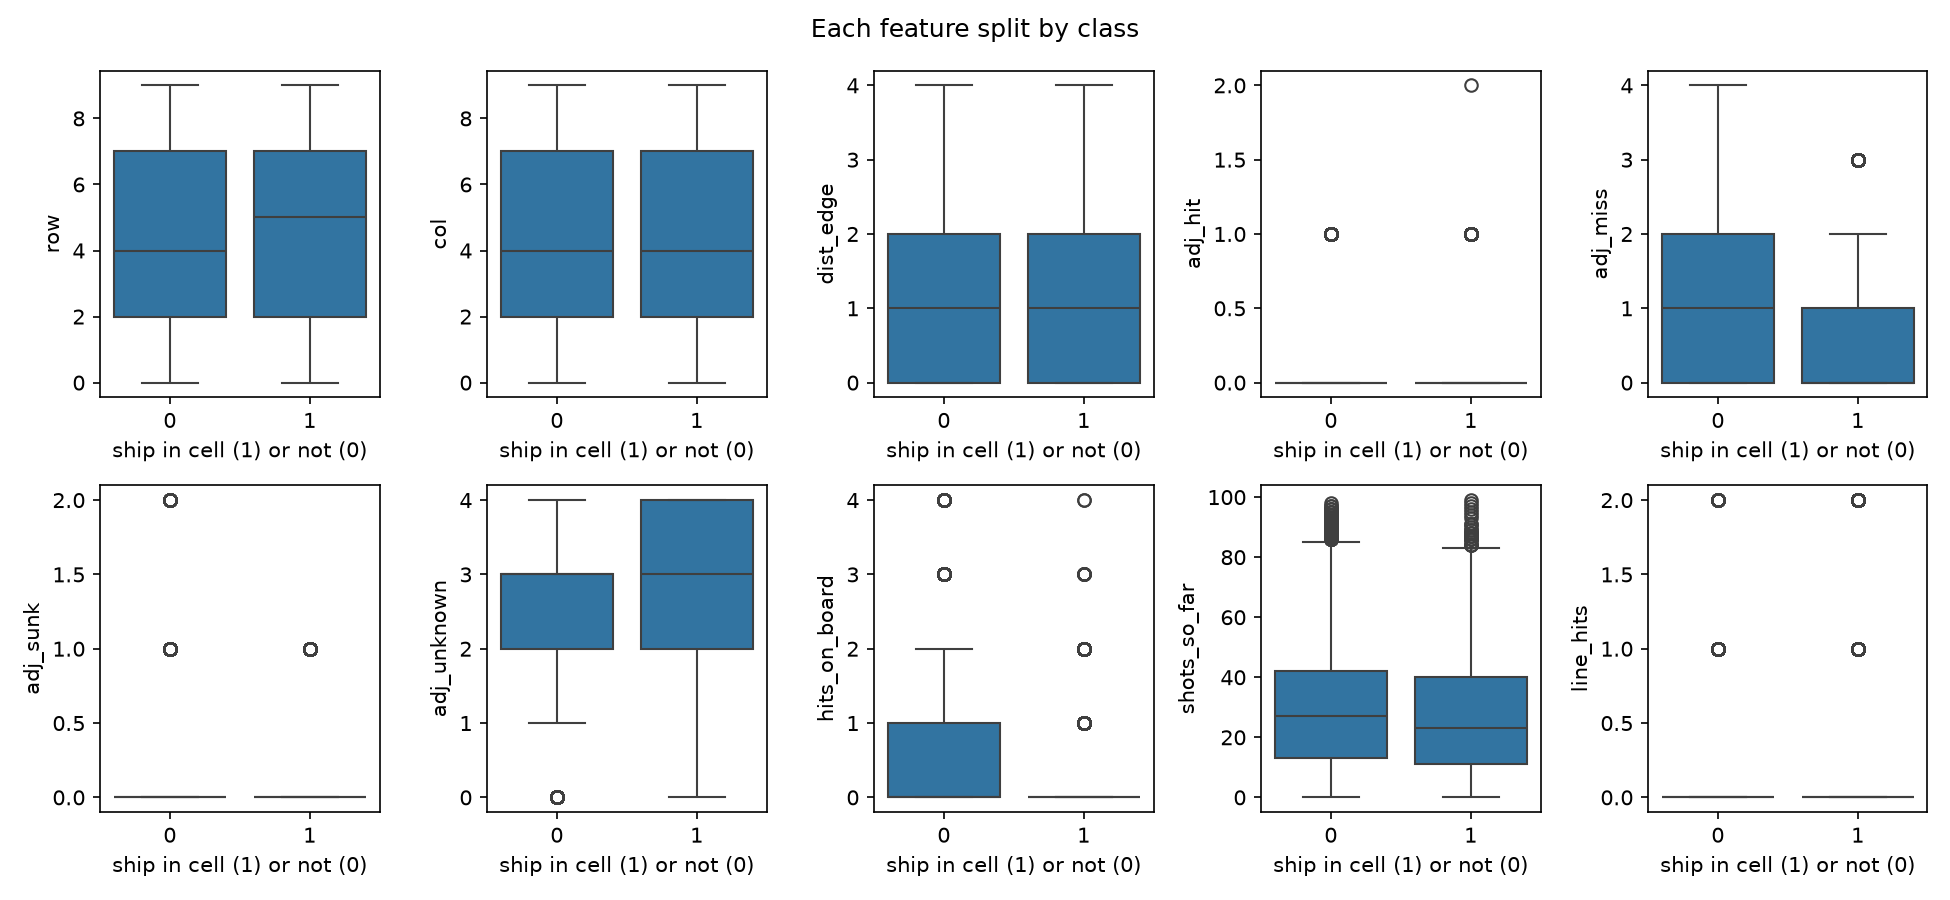 Each feature split by class
row
8
6
4
2
0
0 1
ship in cell (1) or not (0)
col
8
6
4
2
0
0 1
ship in cell (1) or not (0)
dist_edge
4
3
2
1
0
0 1
ship in cell (1) or not (0)
adj_hit
2.0
1.5
1.0
0.5
0.0
0 1
ship in cell (1) or not (0)
adj_miss
4
3
2
1
0
0 1
ship in cell (1) or not (0)
adj_sunk
2.0
1.5
1.0
0.5
0.0
0 1
ship in cell (1) or not (0)
adj_unknown
4
3
2
1
0
0 1
ship in cell (1) or not (0)
hits_on_board
4
3
2
1
0
0 1
ship in cell (1) or not (0)
shots_so_far
100
80
60
40
20
0
0 1
ship in cell (1) or not (0)
line_hits
2.0
1.5
1.0
0.5
0.0
0 1
ship in cell (1) or not (0)